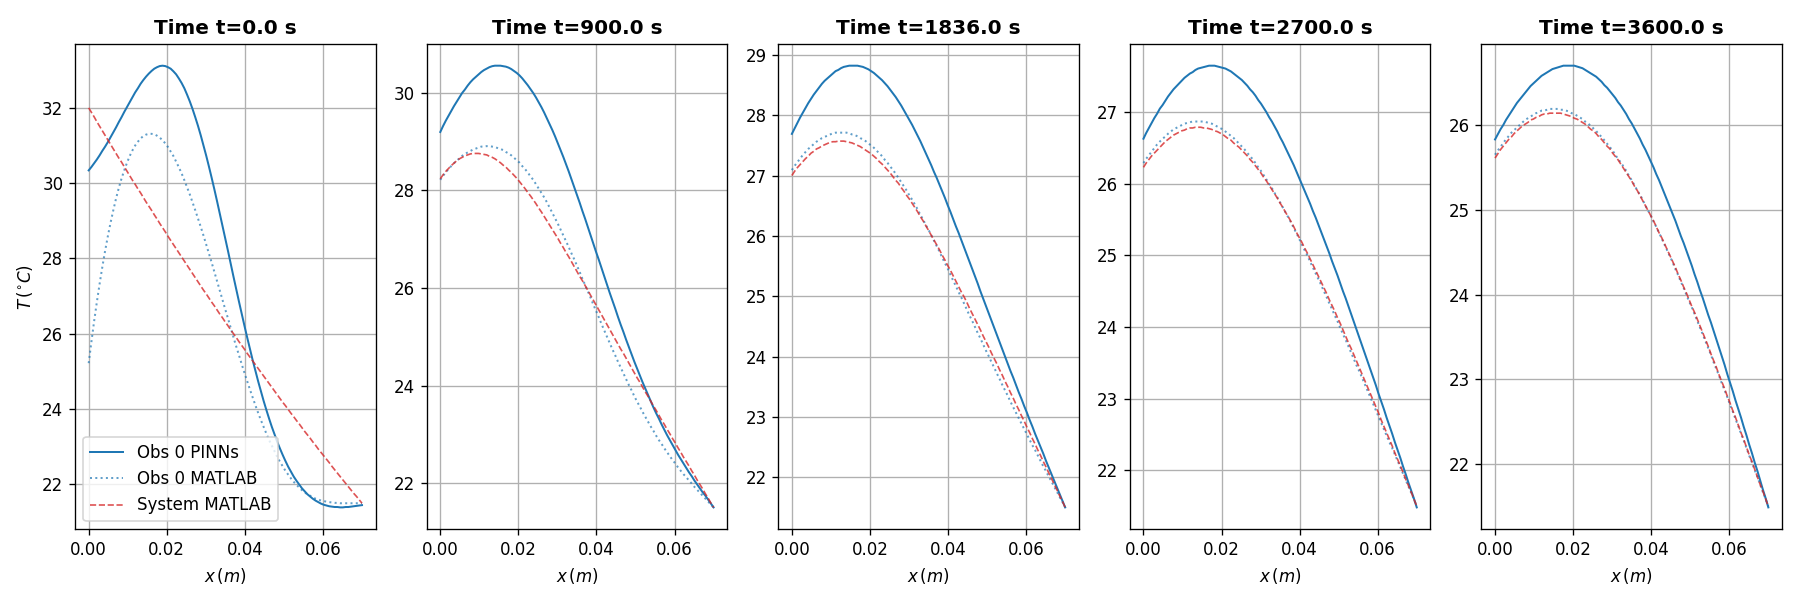 Time t=0.0 s
Time t=900.0 s
Time t=1836.0 s
Time t=2700.0 s
Time t=3600.0 s
T (°C)
32
30
28
26
24
22
Obs 0 PINNs
Obs 0 MATLAB
System MATLAB
0.00 0.02 0.04 0.06
x (m)
30
28
26
24
22
0.00 0.02 0.04 0.06
x (m)
29
28
27
26
25
24
23
22
0.00 0.02 0.04 0.06
x (m)
27
26
25
24
23
22
0.00 0.02 0.04 0.06
x (m)
26
25
24
23
22
0.00 0.02 0.04 0.06
x (m)